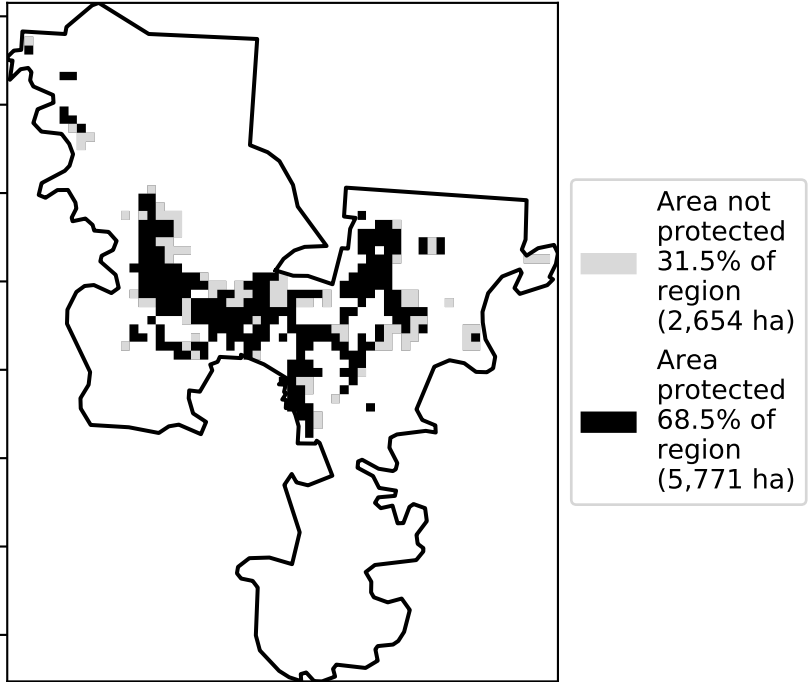 Area not
protected
31.5% of
region
(2,654 ha)
Area
protected
68.5% of
region
(5,771 ha)